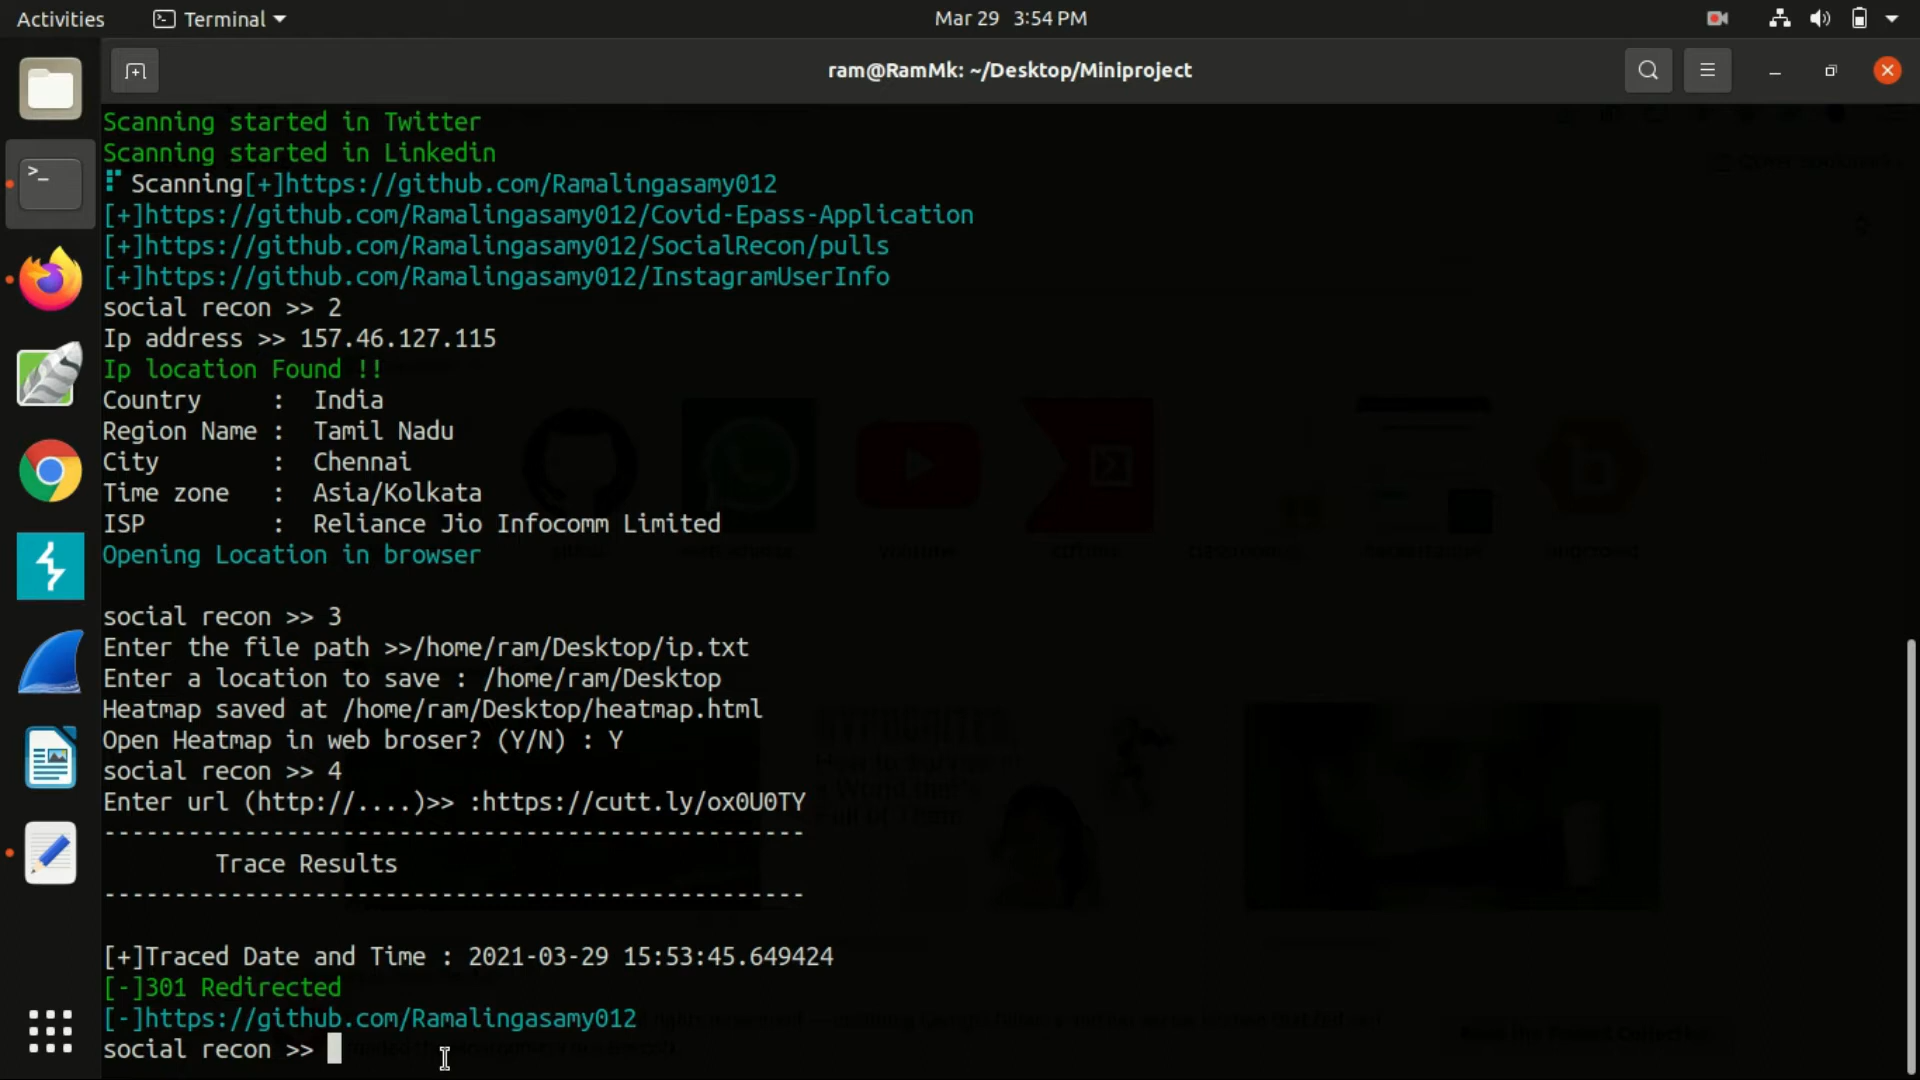 Activities
Terminal
Mar 29 3:54 PM
ram@RamMk: ~/Desktop/Miniproject
Scanning started in Twitter
Scanning started in Linkedin
Scanning[+]https://github.com/Ramalingasamy012
[+]https://github.com/Ramalingasamy012/Covid-Epass-Application
[+]https://github.com/Ramalingasamy012/SocialRecon/pulls
[+]https://github.com/Ramalingasamy012/InstagramUserInfo
social recon >> 2
Ip address >> 157.46.127.115
Ip location Found !!
Country : India
Region Name : Tamil Nadu
City : Chennai
Time zone : Asia/Kolkata
ISP : Reliance Jio Infocomm Limited
Opening Location in browser
social recon >> 3
Enter the file path >>/home/ram/Desktop/ip.txt
Enter a location to save : /home/ram/Desktop
Heatmap saved at /home/ram/Desktop/heatmap.html
Open Heatmap in web broser? (Y/N) : Y
social recon >> 4
Enter url (http://....)>> :https://cutt.ly/ox0U0TY
--------------------------------------------------
Trace Results
--------------------------------------------------
[+]Traced Date and Time : 2021-03-29 15:53:45.649424
[-]301 Redirected
[-]https://github.com/Ramalingasamy012
social recon >>